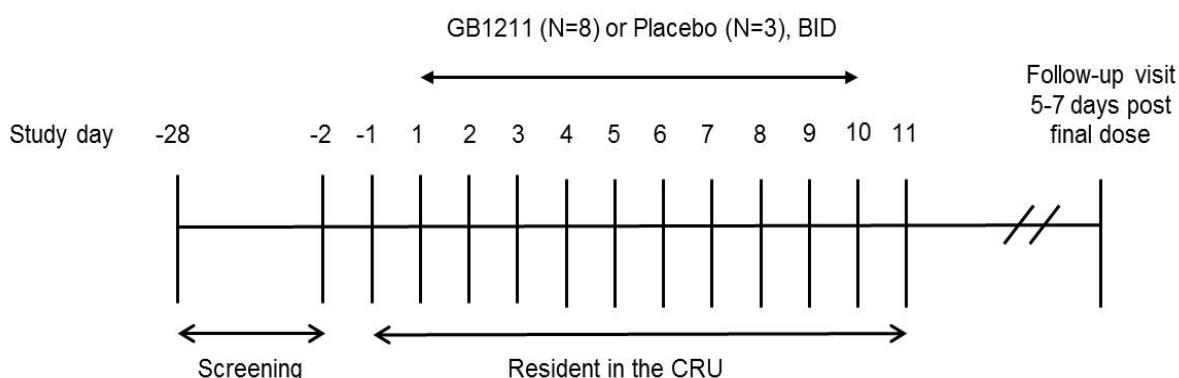 GB1211 (N=8) or Placebo (N=3), BID
Follow-up visit
5-7 days post
final dose
Study day -28 -2 -1 1 2 3 4 5 6 7 8 9 10 11
Screening
Resident in the CRU